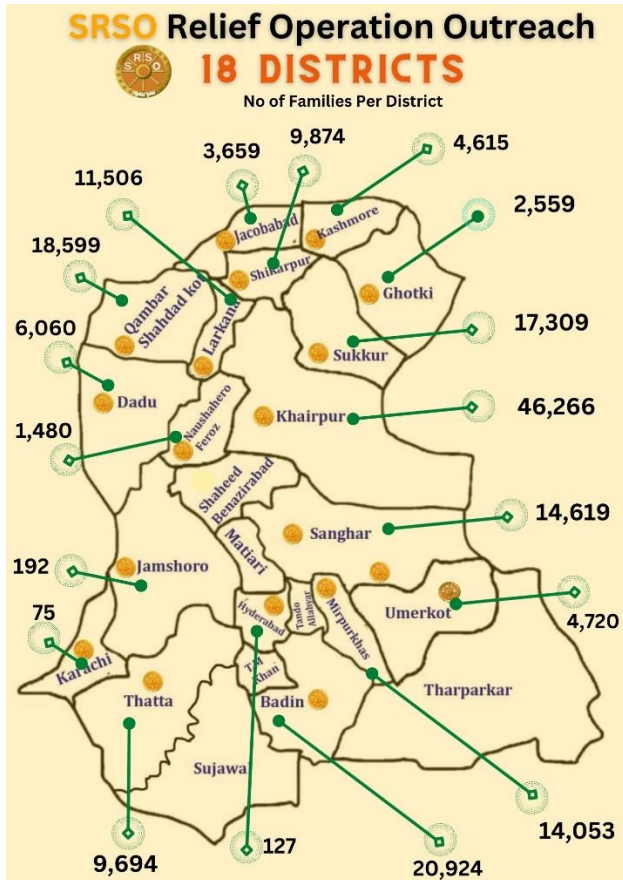 SRSO Relief Operation Outreach
SRSO
18 DISTRICTS
No of Families Per District
9,874
4,615
3,659
11,506
2,559
18,599
Jacobabad
Kashmore
Shikarpur
Ghotki
Qambar
Shahdad kot
Larkana
17,309
6,060
Sukkur
Dadu
Naushahero
Feroz
Khairpur
46,266
1,480
Shaheed
Benazirabad
14,619
Sanghar
Matiari
192
Jamshoro
75
Hyderabad
Tando
Allahyar
Mirpurkhas
Umerkot
4,720
Karachi
T.M
Khan
Tharparkar
Thatta
Badin
Sujawal
14,053
127
9,694
20,924